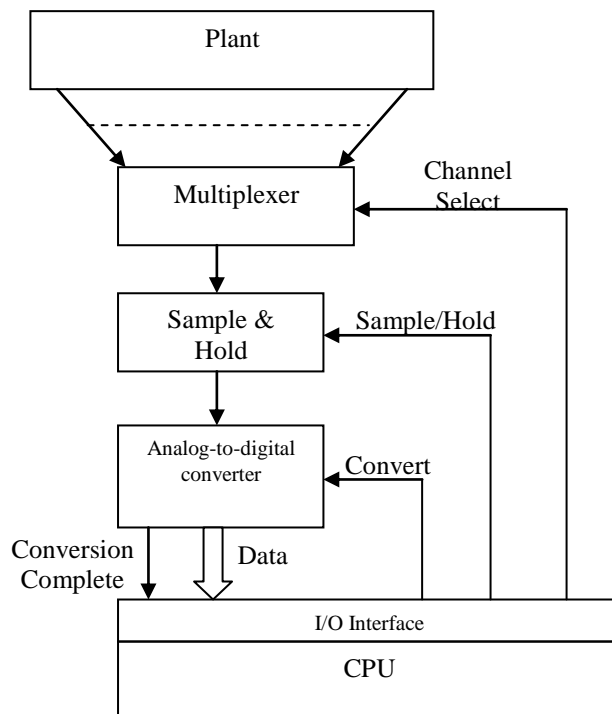 Plant
Multiplexer
Channel
Select
Sample &
Hold
Sample/Hold
Analog-to-digital
converter
Convert
Conversion
Complete
Data
I/O Interface
CPU